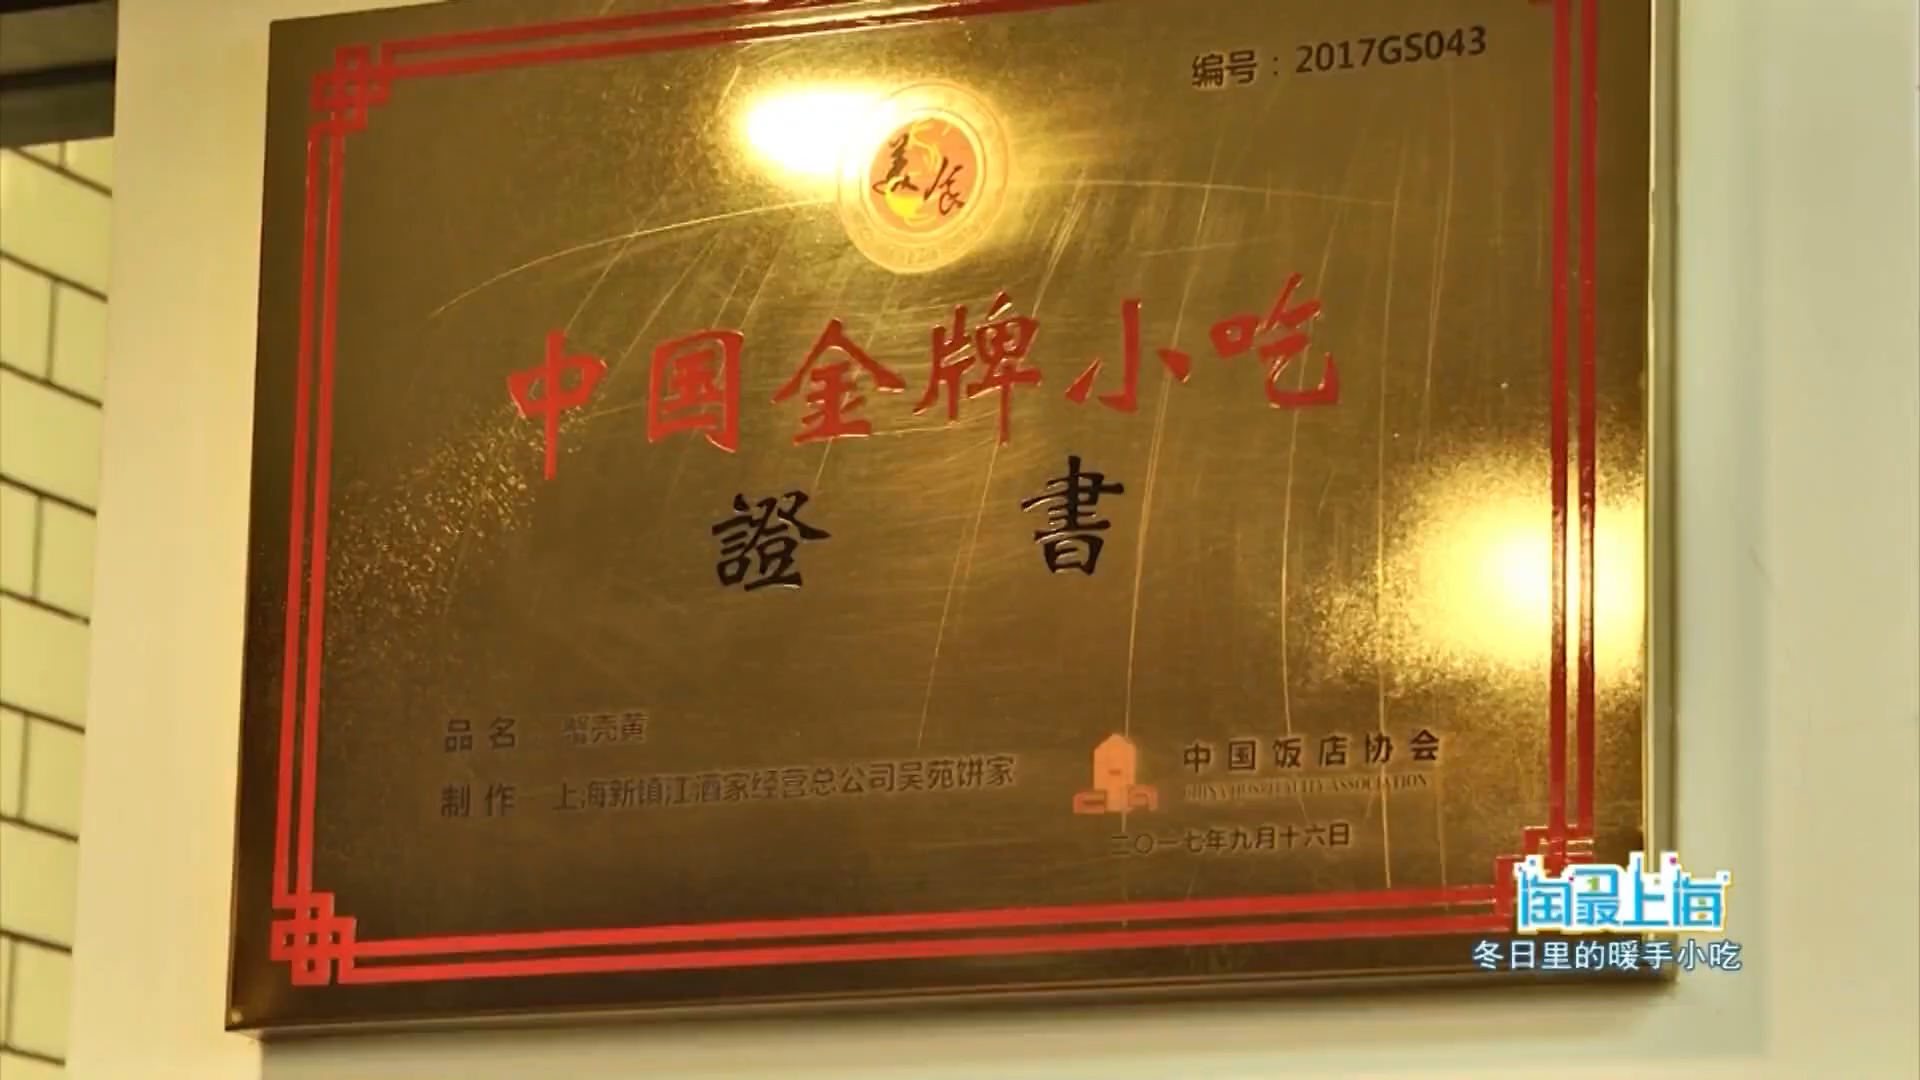 编号：2017GS043
中国金牌小吃
證書
品名 蟹壳黄
制作 上海新镇江酒家经营总公司吴苑饼家
中国饭店协会
CHINA HOSPITALITY ASSOCIATION
二〇一七年九月十六日
淘最上海
冬日里的暖手小吃